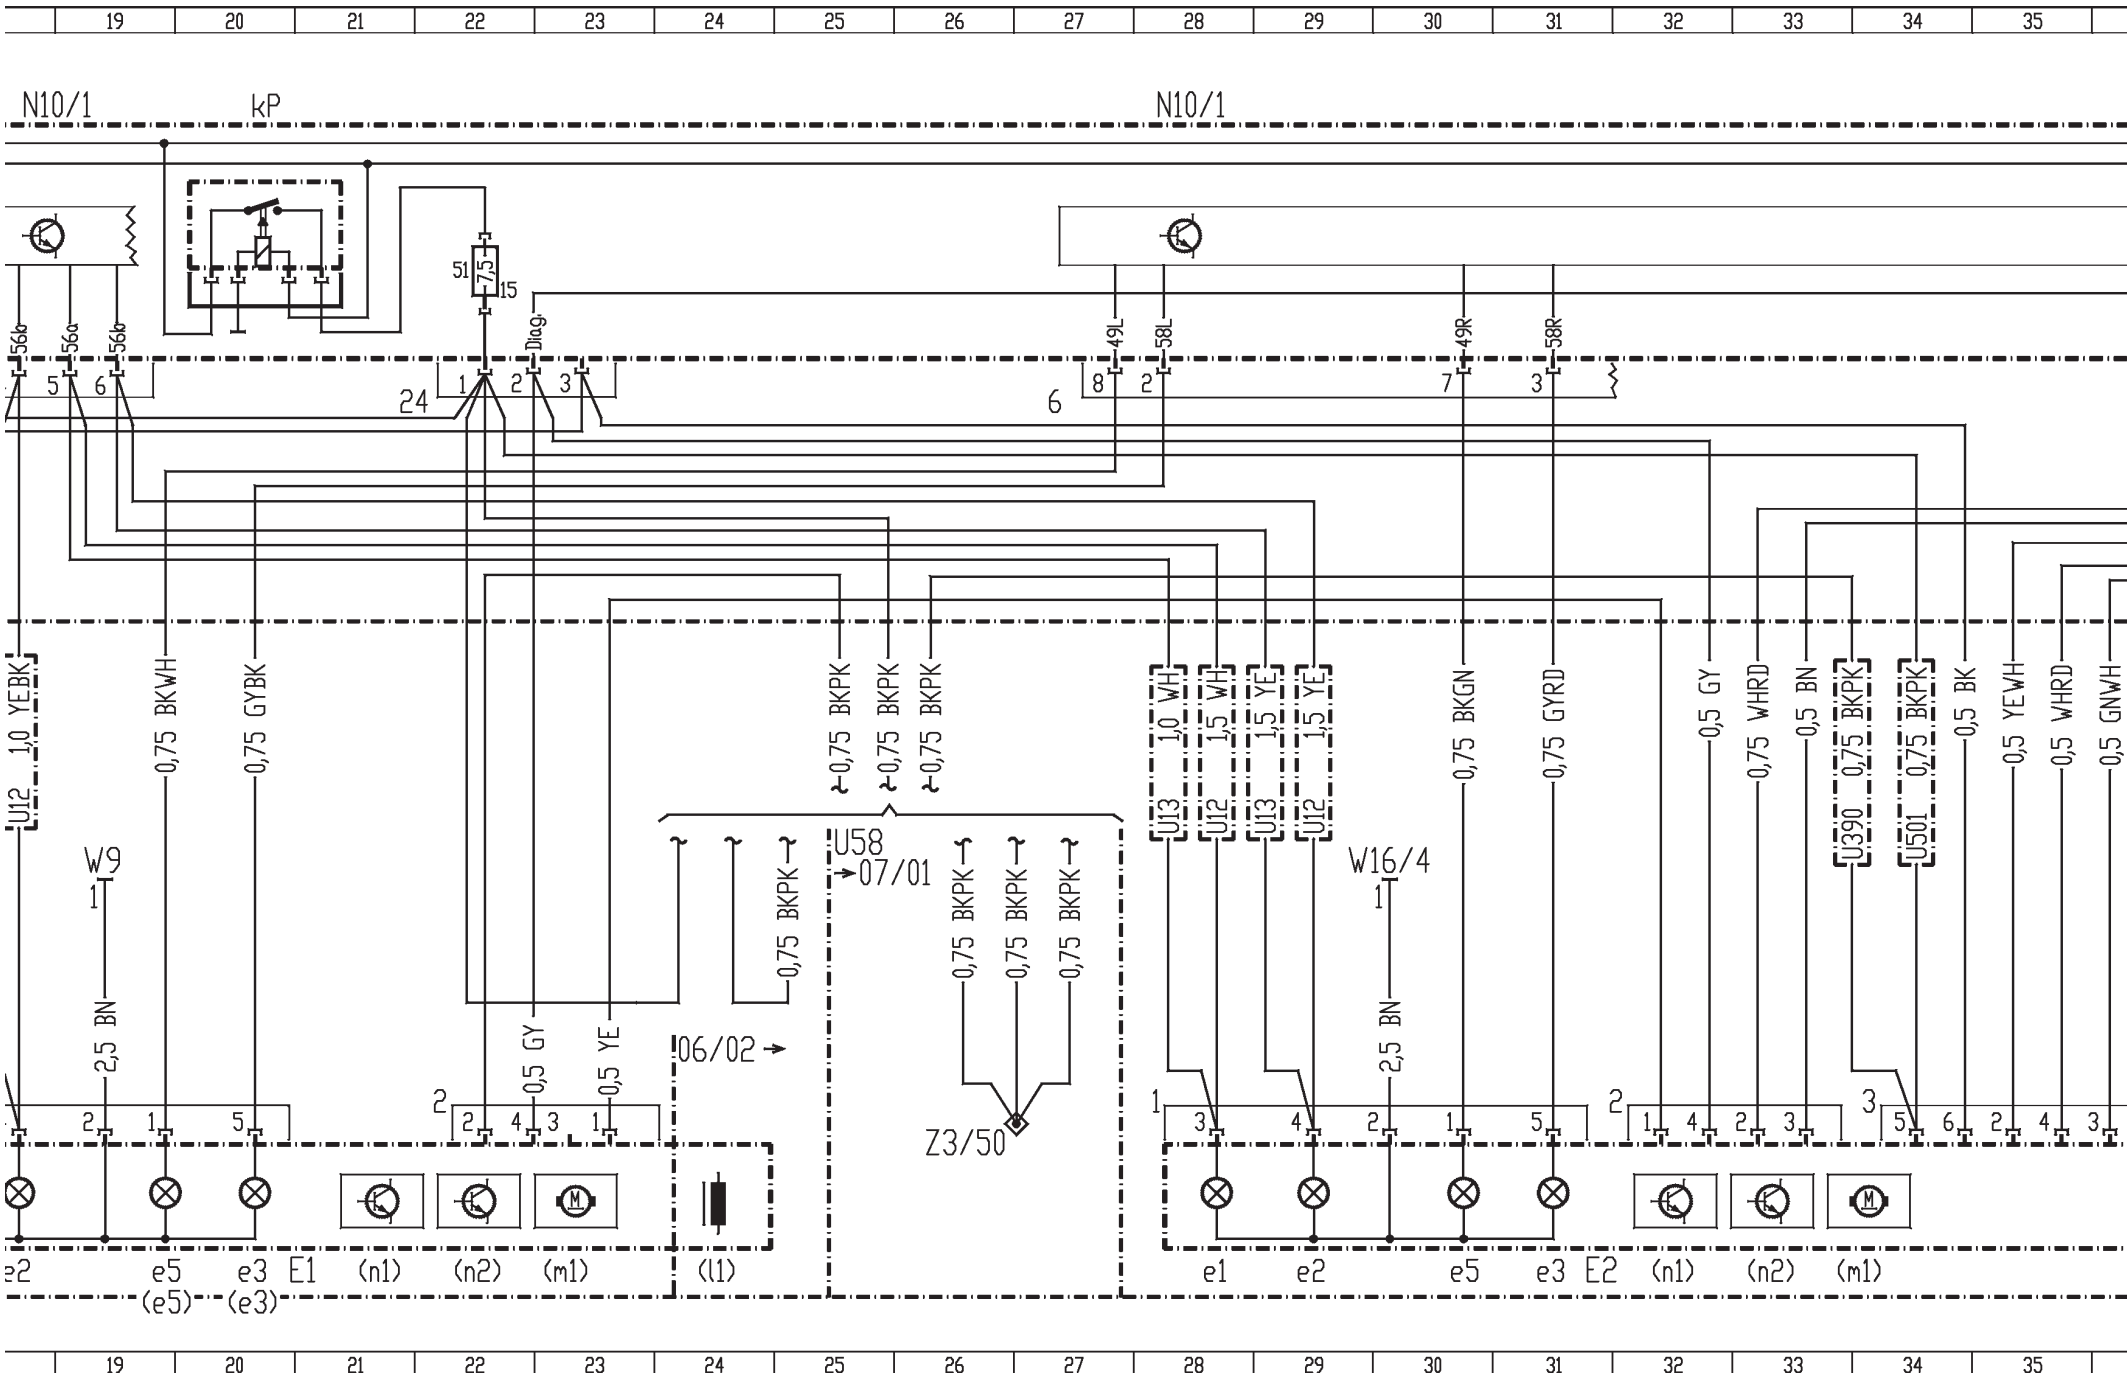 19 20 21 22 23 24 25 26 27 28 29 30 31 32 33 34 35
N10/1 kP N10/1
51 7,5 15
56b 56a 56b Diag. 49L 58L 49R 58R
5 6 1 2 3 8 2 7 3
24 6
U12 1,0 YEBK
0,75 BKWH
0,75 GYBK
0,75 BKPK
0,75 BKPK
0,75 BKPK
U13 1,0 WH
U12 1,5 WH
U13 1,5 YE
U12 1,5 YE
0,75 BKGN
0,75 GYRD
0,5 GY
0,75 WHRD
0,5 BN
U390 0,75 BKPK
U501 0,75 BKPK
0,5 BK
0,5 YEWH
0,5 WHRD
0,5 GNWH
W9
1
2,5 BN
U58
07/01
W16/4
1
2,5 BN
0,75 BKPK
0,75 BKPK
0,75 BKPK
0,75 BKPK
0,5 GY
0,5 YE
06/02
2 1 5 2 2 4 3 1 1 3 4 2 1 5 2 1 4 2 3 3 5 6 2 4 3
Z3/50
M M
e2 e5 e3 E1 (n1) (n2) (m1) (l1) e1 e2 e5 e3 E2 (n1) (n2) (m1)
(e5) (e3)
19 20 21 22 23 24 25 26 27 28 29 30 31 32 33 34 35